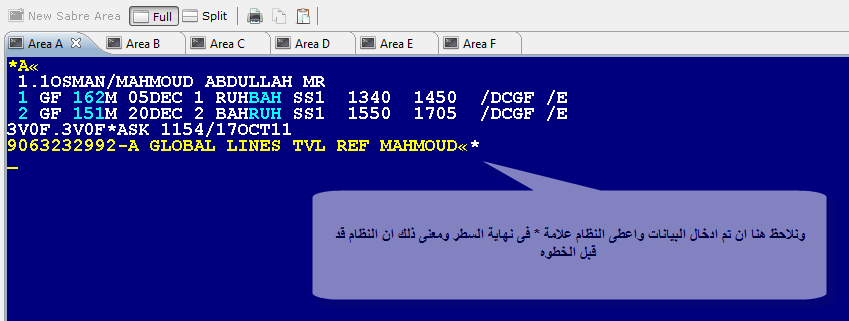 New Sabre Area Full Split
Area A Area B Area C Area D Area E Area F
*A«
1.1OSMAN/MAHMOUD ABDULLAH MR
1 GF 162M 05DEC 1 RUHBAH SS1 1340 1450 /DCGF /E
2 GF 151M 20DEC 2 BAHRUH SS1 1550 1705 /DCGF /E
3V0F.3V0F*ASK 1154/17OCT11
9063232992-A GLOBAL LINES TVL REF MAHMOUD«*
ونلاحظ هنا ان تم ادخال البيانات واعطى النظام علامة * فى نهاية السطر ومعنى ذلك ان النظام قد
قبل الخطوه